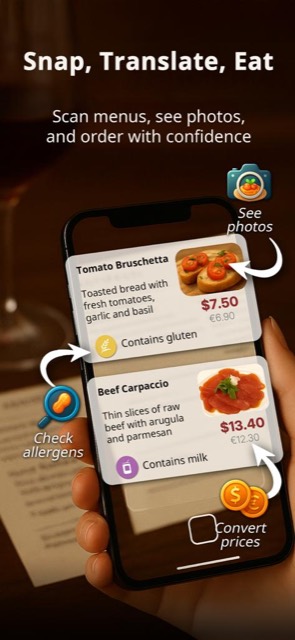 Snap, Translate, Eat
Scan menus, see photos,
and order with confidence
See
photos
Tomato Bruschetta
Toasted bread with
fresh tomatoes,
garlic and basil
$7.50
€6.90
Contains gluten
Check
allergens
Beef Carpaccio
Thin slices of raw
beef with arugula
and parmesan
$13.40
€12.30
Contains milk
Convert
prices